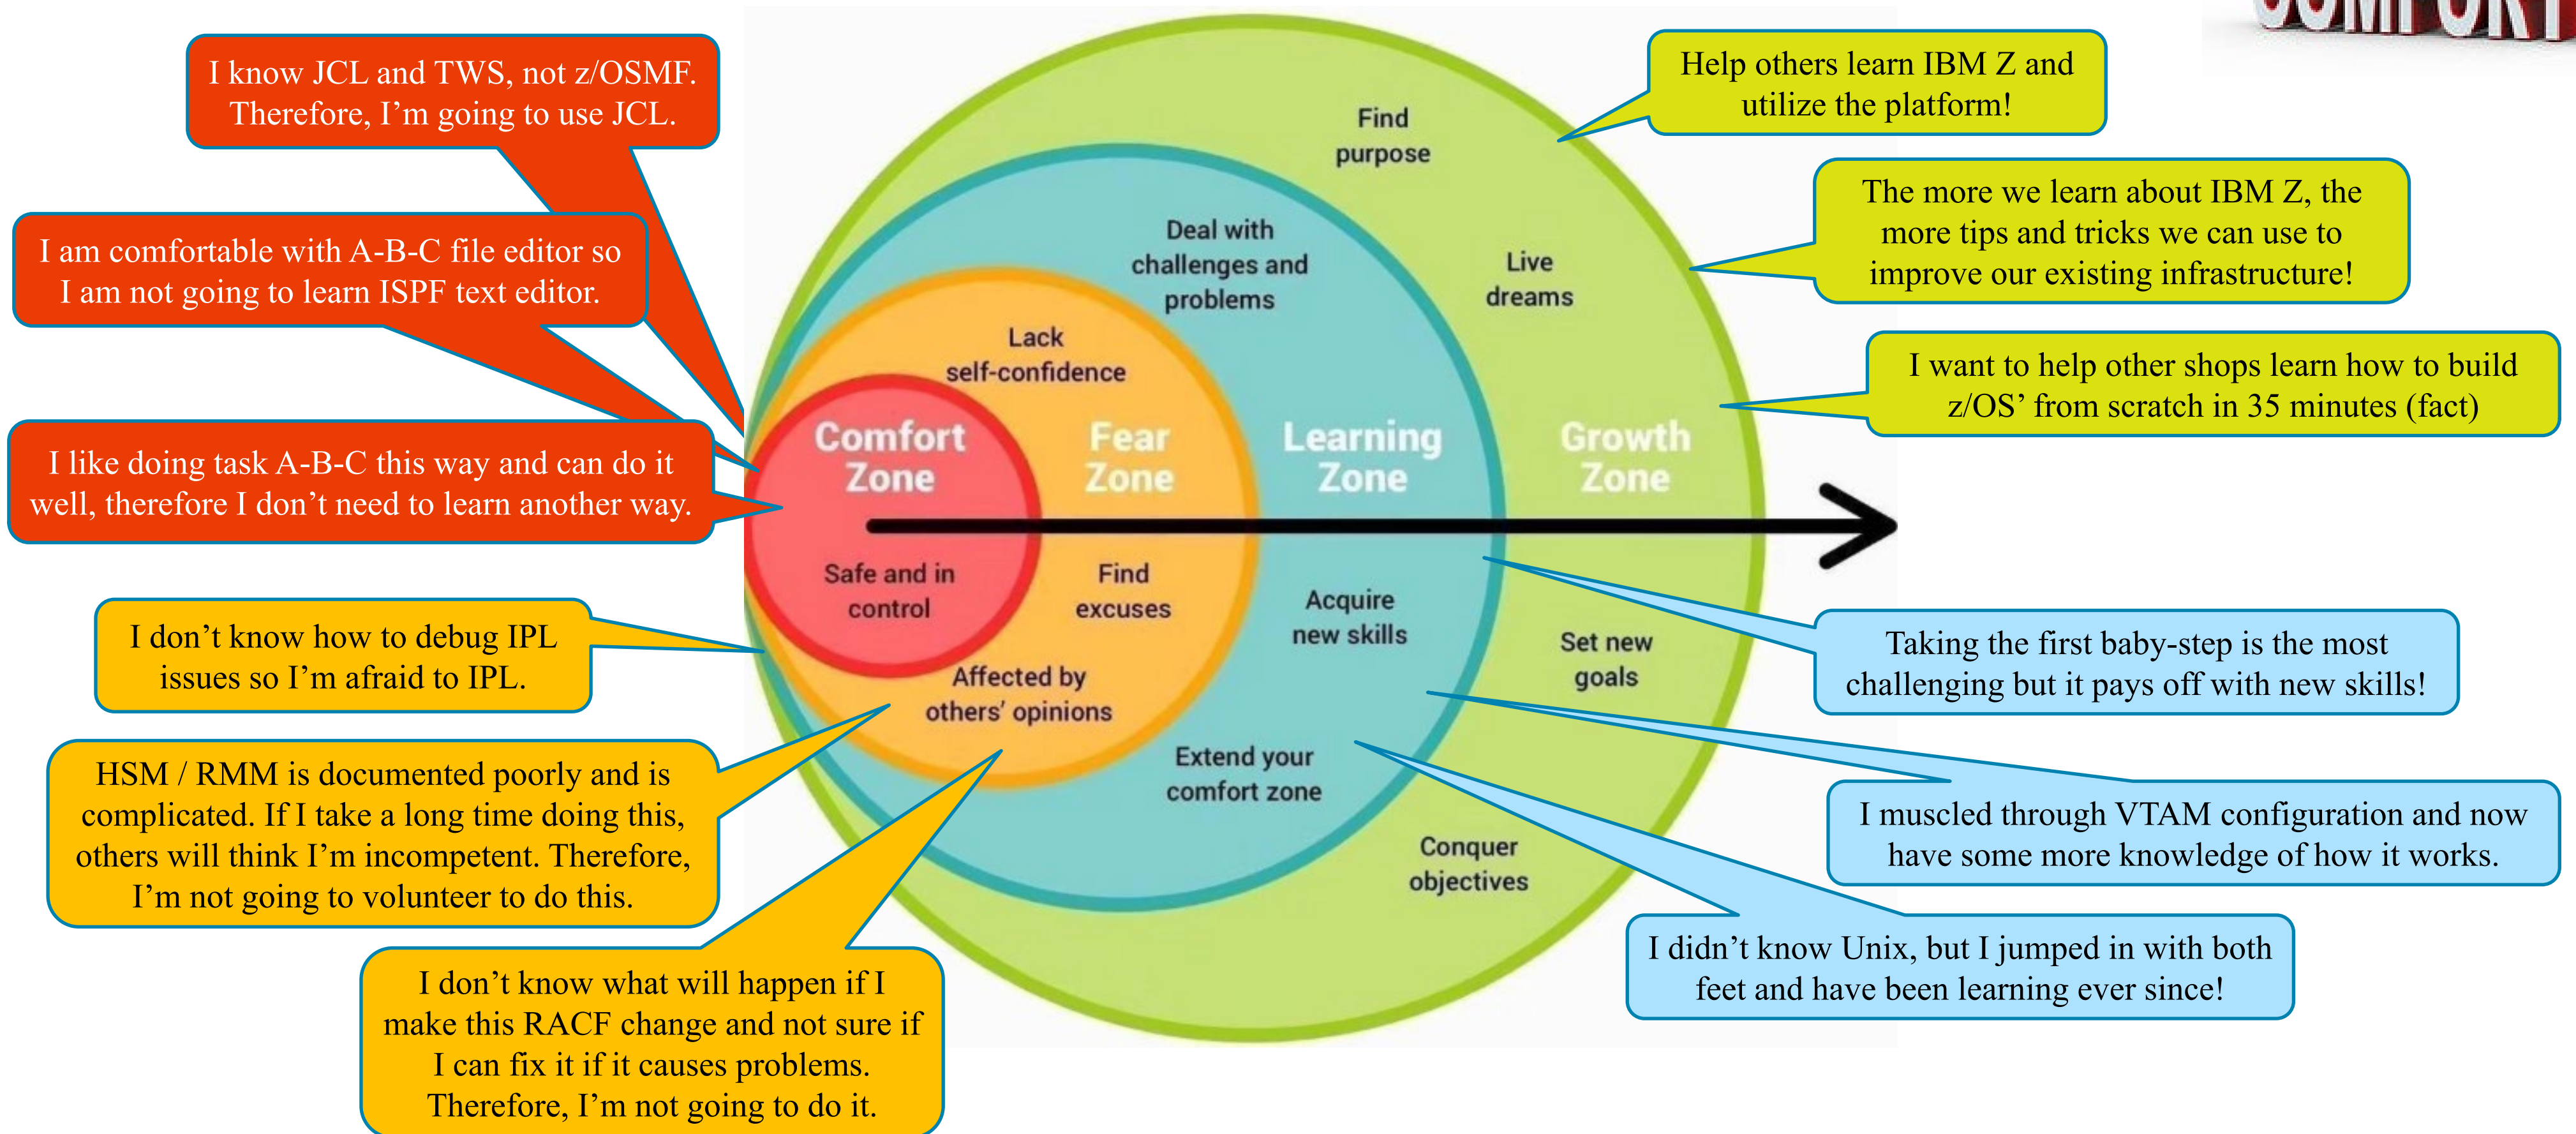 COMFORT
I know JCL and TWS, not z/OSMF.
Therefore, I'm going to use JCL.
I am comfortable with A-B-C file editor so
I am not going to learn ISPF text editor.
I like doing task A-B-C this way and can do it
well, therefore I don't need to learn another way.
I don't know how to debug IPL
issues so I'm afraid to IPL.
HSM / RMM is documented poorly and is
complicated. If I take a long time doing this,
others will think I'm incompetent. Therefore,
I'm not going to volunteer to do this.
I don't know what will happen if I
make this RACF change and not sure if
I can fix it if it causes problems.
Therefore, I'm not going to do it.
Comfort
Zone
Safe and in
control
Lack
self-confidence
Fear
Zone
Find
excuses
Affected by
others' opinions
Deal with
challenges and
problems
Learning
Zone
Acquire
new skills
Extend your
comfort zone
Find
purpose
Live
dreams
Growth
Zone
Set new
goals
Conquer
objectives
Help others learn IBM Z and
utilize the platform!
The more we learn about IBM Z, the
more tips and tricks we can use to
improve our existing infrastructure!
I want to help other shops learn how to build
z/OS' from scratch in 35 minutes (fact)
Taking the first baby-step is the most
challenging but it pays off with new skills!
I muscled through VTAM configuration and now
have some more knowledge of how it works.
I didn't know Unix, but I jumped in with both
feet and have been learning ever since!